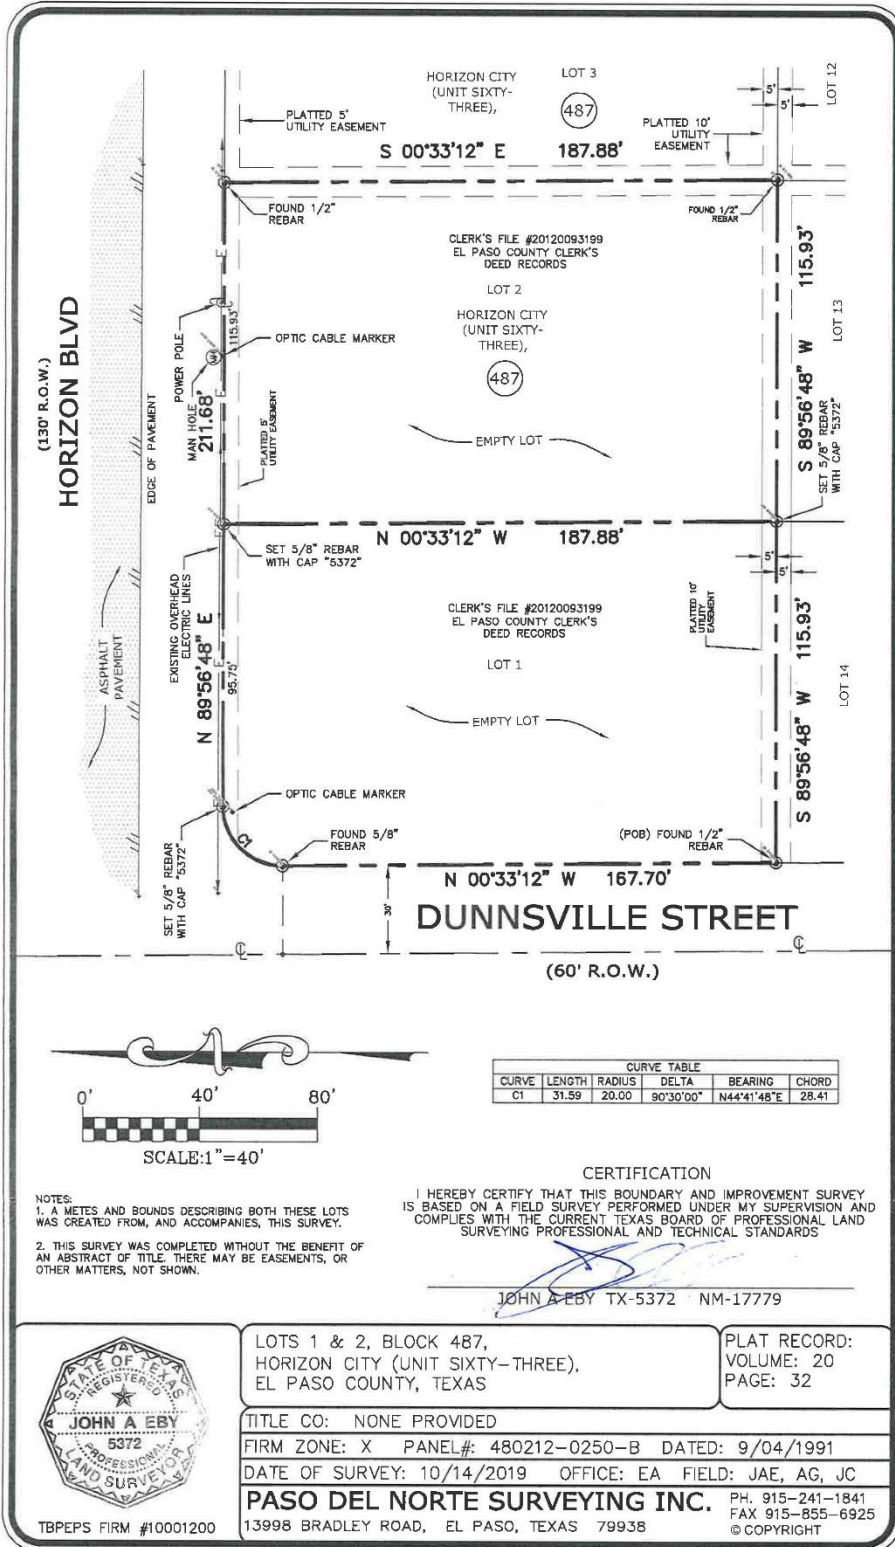 HORIZON CITY
(UNIT SIXTY-
THREE),
LOT 3
487
LOT 12
5'
5'
PLATTED 5'
UTILITY EASEMENT
PLATTED 10'
UTILITY
EASEMENT
S 00°33'12" E 187.88'
FOUND 1/2"
REBAR
FOUND 1/2"
REBAR
CLERK'S FILE #20120093199
EL PASO COUNTY CLERK'S
DEED RECORDS
LOT 2
HORIZON CITY
(UNIT SIXTY-
THREE),
487
S 89°56'48" W 115.93'
LOT 13
(130' R.O.W.)
HORIZON BLVD
EDGE OF PAVEMENT
POWER POLE
MAN HOLE
211.68'
115.93'
OPTIC CABLE MARKER
PLATTED 5'
UTILITY EASEMENT
EMPTY LOT
SET 5/8" REBAR
WITH CAP "5372"
N 00°33'12" W 187.88'
SET 5/8" REBAR
WITH CAP "5372"
5'
5'
PLATTED 10'
UTILITY
EASEMENT
EXISTING OVERHEAD
ELECTRIC LINES
N 89°56'48" E
95.75'
ASPHALT
PAVEMENT
CLERK'S FILE #20120093199
EL PASO COUNTY CLERK'S
DEED RECORDS
LOT 1
EMPTY LOT
S 89°56'48" W 115.93'
LOT 14
OPTIC CABLE MARKER
C1
FOUND 5/8"
REBAR
(POB) FOUND 1/2"
REBAR
SET 5/8" REBAR
WITH CAP "5372"
N 00°33'12" W 167.70'
30'
DUNNSVILLE STREET
(60' R.O.W.)
0' 40' 80'
SCALE:1"=40'
CURVE TABLE
CURVE LENGTH RADIUS DELTA BEARING CHORD
C1 31.59 20.00 90°30'00" N44°41'48"E 28.41
NOTES:
1. A METES AND BOUNDS DESCRIBING BOTH THESE LOTS
WAS CREATED FROM, AND ACCOMPANIES, THIS SURVEY.
2. THIS SURVEY WAS COMPLETED WITHOUT THE BENEFIT OF
AN ABSTRACT OF TITLE. THERE MAY BE EASEMENTS, OR
OTHER MATTERS, NOT SHOWN.
CERTIFICATION
I HEREBY CERTIFY THAT THIS BOUNDARY AND IMPROVEMENT SURVEY
IS BASED ON A FIELD SURVEY PERFORMED UNDER MY SUPERVISION AND
COMPLIES WITH THE CURRENT TEXAS BOARD OF PROFESSIONAL LAND
SURVEYING PROFESSIONAL AND TECHNICAL STANDARDS
JOHN A EBY TX-5372 NM-17779
STATE OF TEXAS
REGISTERED
JOHN A EBY
5372
PROFESSIONAL
LAND SURVEYOR
TBPEPS FIRM #10001200
LOTS 1 & 2, BLOCK 487,
HORIZON CITY (UNIT SIXTY-THREE),
EL PASO COUNTY, TEXAS
PLAT RECORD:
VOLUME: 20
PAGE: 32
TITLE CO: NONE PROVIDED
FIRM ZONE: X PANEL#: 480212-0250-B DATED: 9/04/1991
DATE OF SURVEY: 10/14/2019 OFFICE: EA FIELD: JAE, AG, JC
PASO DEL NORTE SURVEYING INC.
13998 BRADLEY ROAD, EL PASO, TEXAS 79938
PH. 915-241-1841
FAX 915-855-6925
© COPYRIGHT